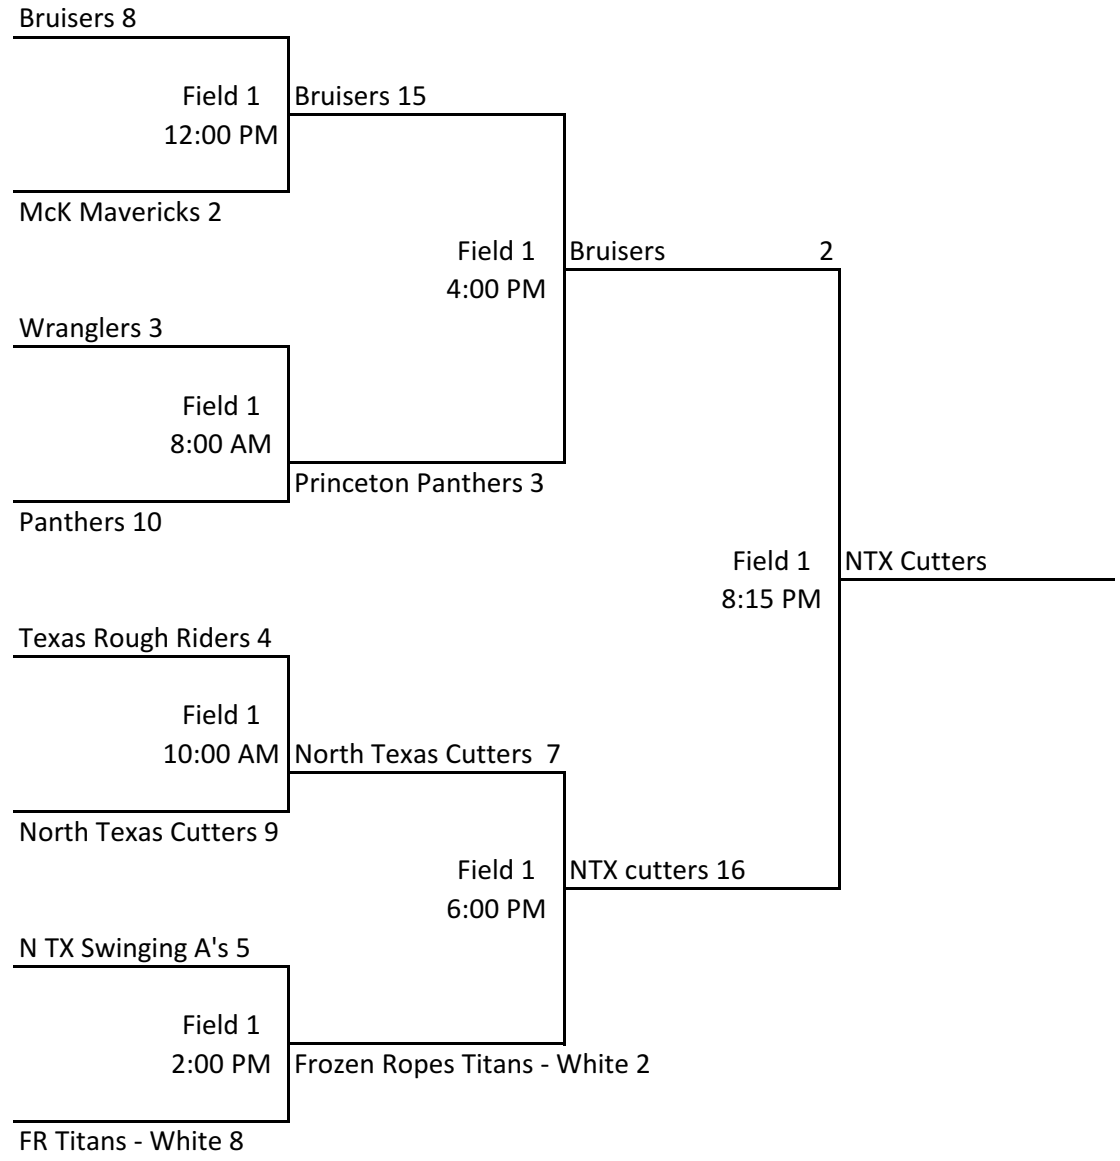 Bruisers 8
Field 1
12:00 PM
Bruisers 15
McK Mavericks 2
Field 1
4:00 PM
Bruisers 2
Wranglers 3
Field 1
8:00 AM
Princeton Panthers 3
Panthers 10
Field 1
8:15 PM
NTX Cutters
Texas Rough Riders 4
Field 1
10:00 AM
North Texas Cutters 7
North Texas Cutters 9
Field 1
6:00 PM
NTX cutters 16
N TX Swinging A's 5
Field 1
2:00 PM
Frozen Ropes Titans - White 2
FR Titans - White 8